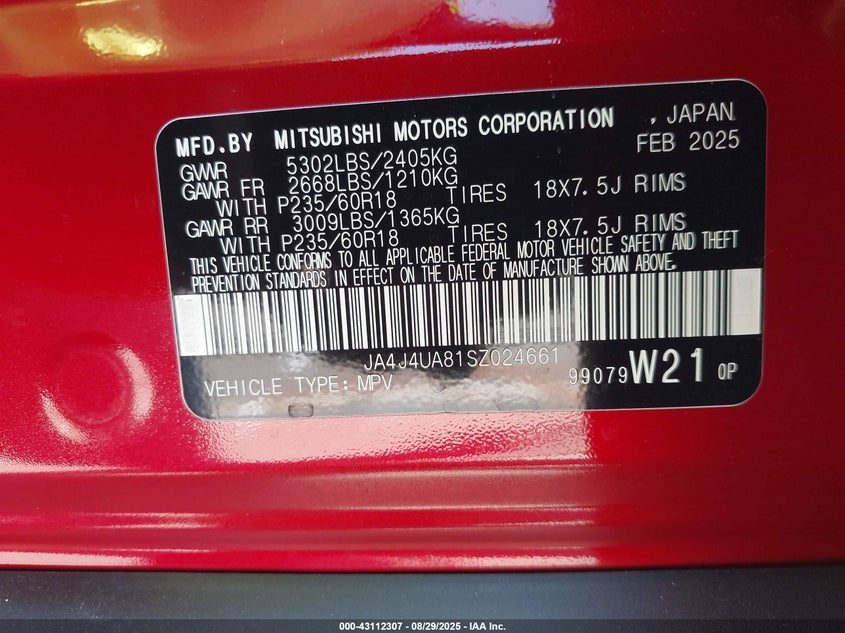 MFD.BY MITSUBISHI MOTORS CORPORATION , JAPAN
FEB 2025
GVWR 5302LBS/2405KG
GAWR FR 2668LBS/1210KG
WITH P235/60R18 TIRES 18X7.5J RIMS
GAWR RR 3009LBS/1365KG
WITH P235/60R18 TIRES 18X7.5J RIMS
THIS VEHICLE CONFORMS TO ALL APPLICABLE FEDERAL MOTOR VEHICLE SAFETY AND THEFT
PREVENTION STANDARDS IN EFFECT ON THE DATE OF MANUFACTURE SHOWN ABOVE.
JA4J4UA81SZ024661
VEHICLE TYPE: MPV 99079 W21 0P
000-43112307 - 08/29/2025 - IAA Inc.